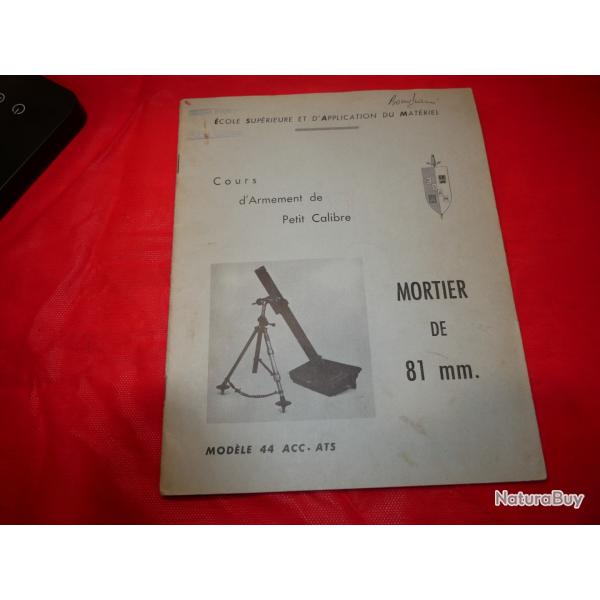 École Supérieure et d'Application du Matériel
Cours
d'Armement de
Petit Calibre
MORTIER
DE
81 mm.
MODÈLE 44 ACC. ATS
NaturaBuy